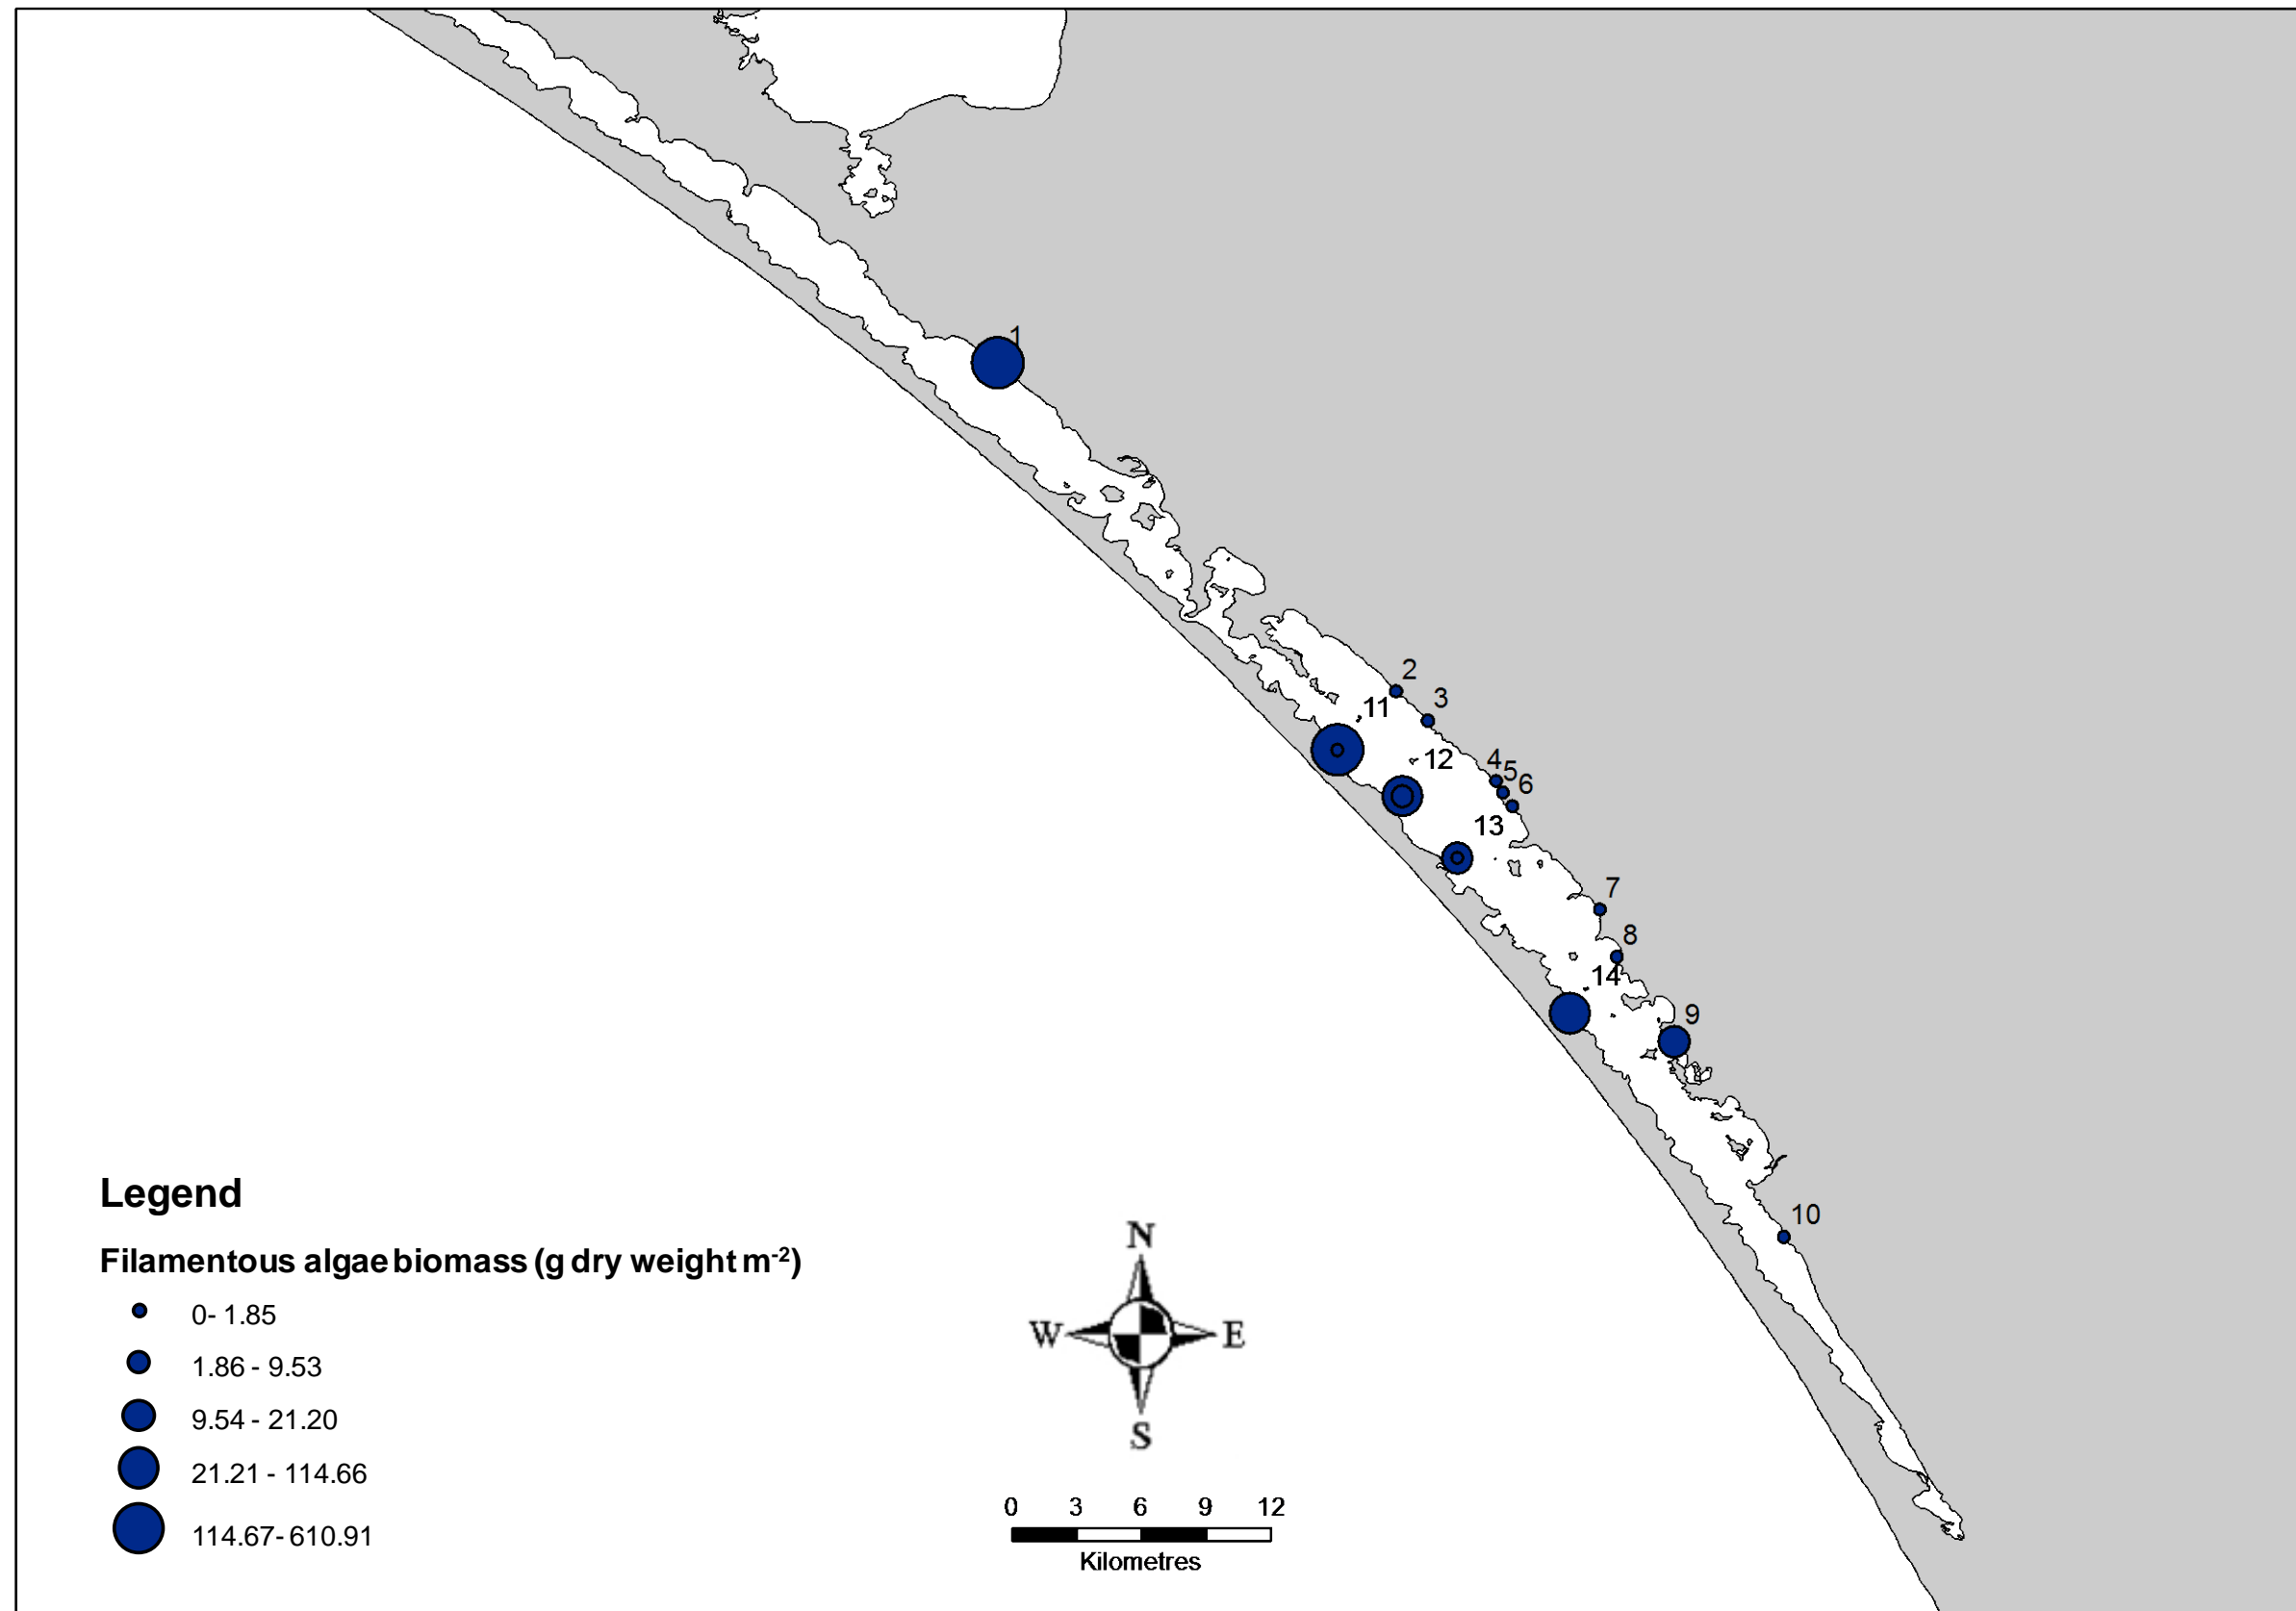 1
2
3
11
12
4
5
6
13
7
8
14
9
10
Legend
Filamentous algae biomass (g dry weight m⁻²)
0- 1.85
1.86 - 9.53
9.54 - 21.20
21.21 - 114.66
114.67- 610.91
N
W E
S
0 3 6 9 12
Kilometres